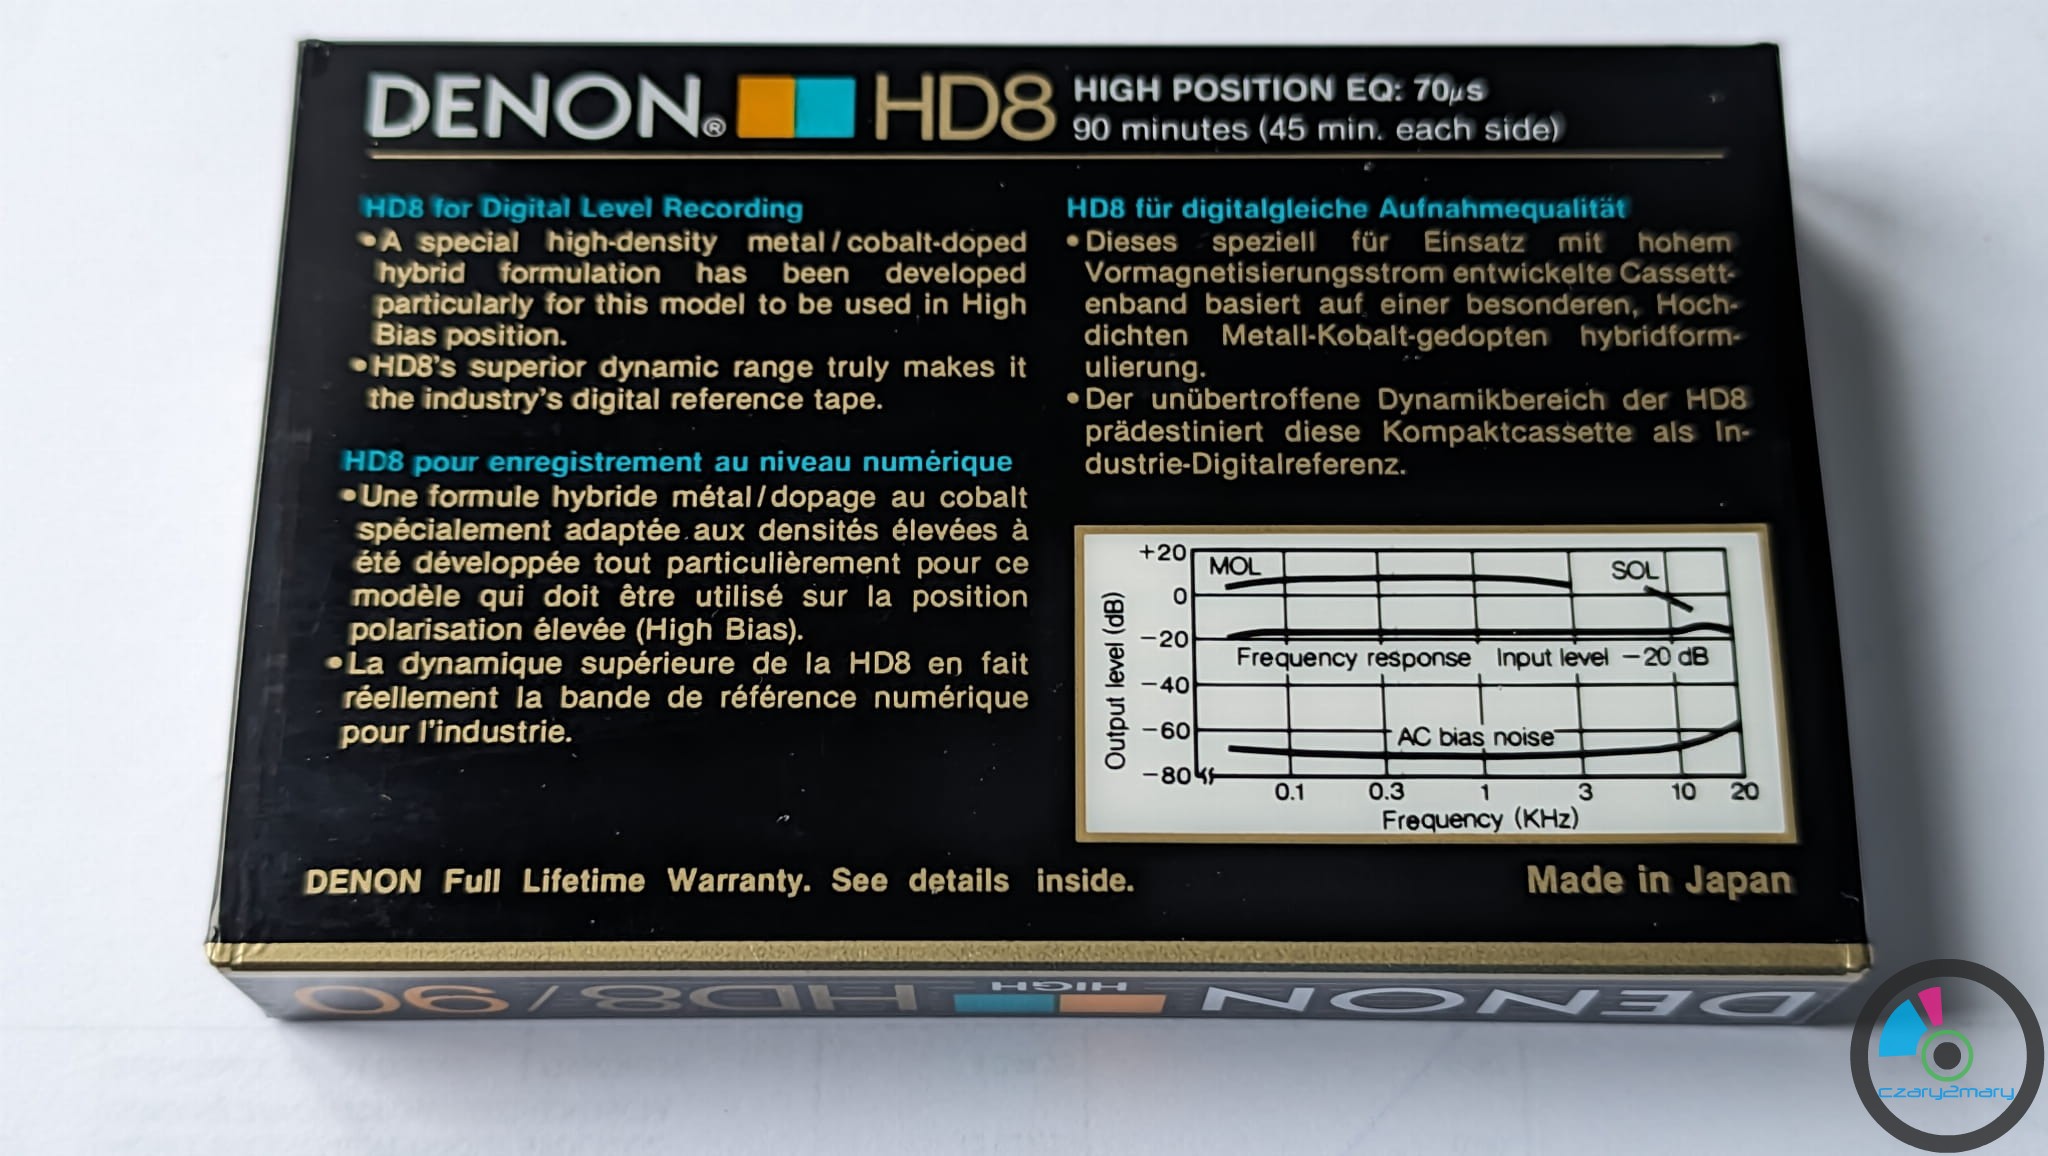 DENON® HD8 HIGH POSITION EQ: 70µs
90 minutes (45 min. each side)
HD8 for Digital Level Recording
•A special high-density metal/cobalt-doped
hybrid formulation has been developed
particularly for this model to be used in High
Bias position.
•HD8's superior dynamic range truly makes it
the industry's digital reference tape.
HD8 pour enregistrement au niveau numérique
•Une formule hybride métal/dopage au cobalt
spécialement adaptée aux densités élevées à
été développée tout particulièrement pour ce
modèle qui doit être utilisé sur la position
polarisation élevée (High Bias).
•La dynamique supérieure de la HD8 en fait
réellement la bande de référence numérique
pour l'industrie.
HD8 für digitalgleiche Aufnahmequalität
•Dieses speziell für Einsatz mit hohem
Vormagnetisierungsstrom entwickelte Cassett-
enband basiert auf einer besonderen, Hoch-
dichten Metall-Kobalt-gedopten hybridform-
ulierung.
•Der unübertroffene Dynamikbereich der HD8
prädestiniert diese Kompaktcassette als In-
dustrie-Digitalreferenz.
Output level (dB)
+20
0
−20
−40
−60
−80
MOL
SOL
Frequency response Input level −20 dB
AC bias noise
0.1 0.3 1 3 10 20
Frequency (KHz)
DENON Full Lifetime Warranty. See details inside.
Made in Japan
DENON HIGH HD8/90
czary2mary